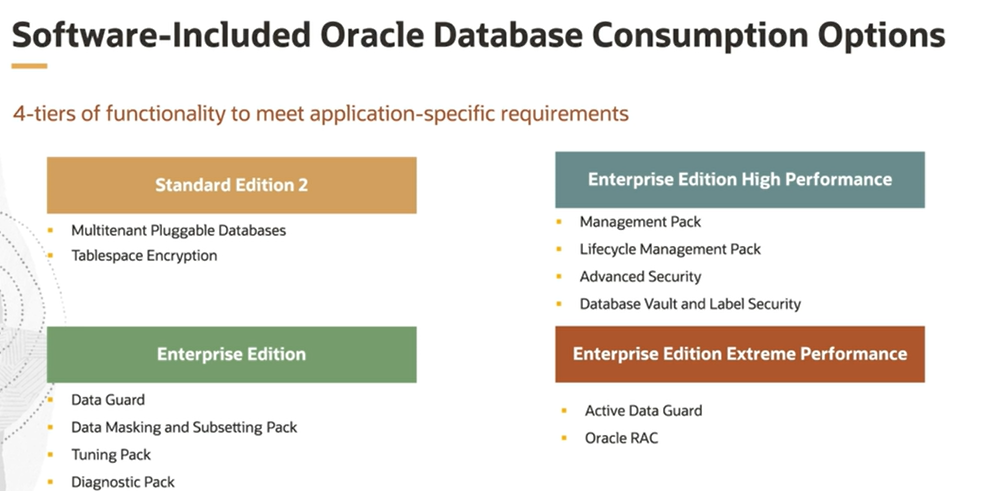 Software-Included Oracle Database Consumption Options
4-tiers of functionality to meet application-specific requirements
Standard Edition 2
Multitenant Pluggable Databases
Tablespace Encryption
Enterprise Edition
Data Guard
Data Masking and Subsetting Pack
Tuning Pack
Diagnostic Pack
Enterprise Edition High Performance
Management Pack
Lifecycle Management Pack
Advanced Security
Database Vault and Label Security
Enterprise Edition Extreme Performance
Active Data Guard
Oracle RAC